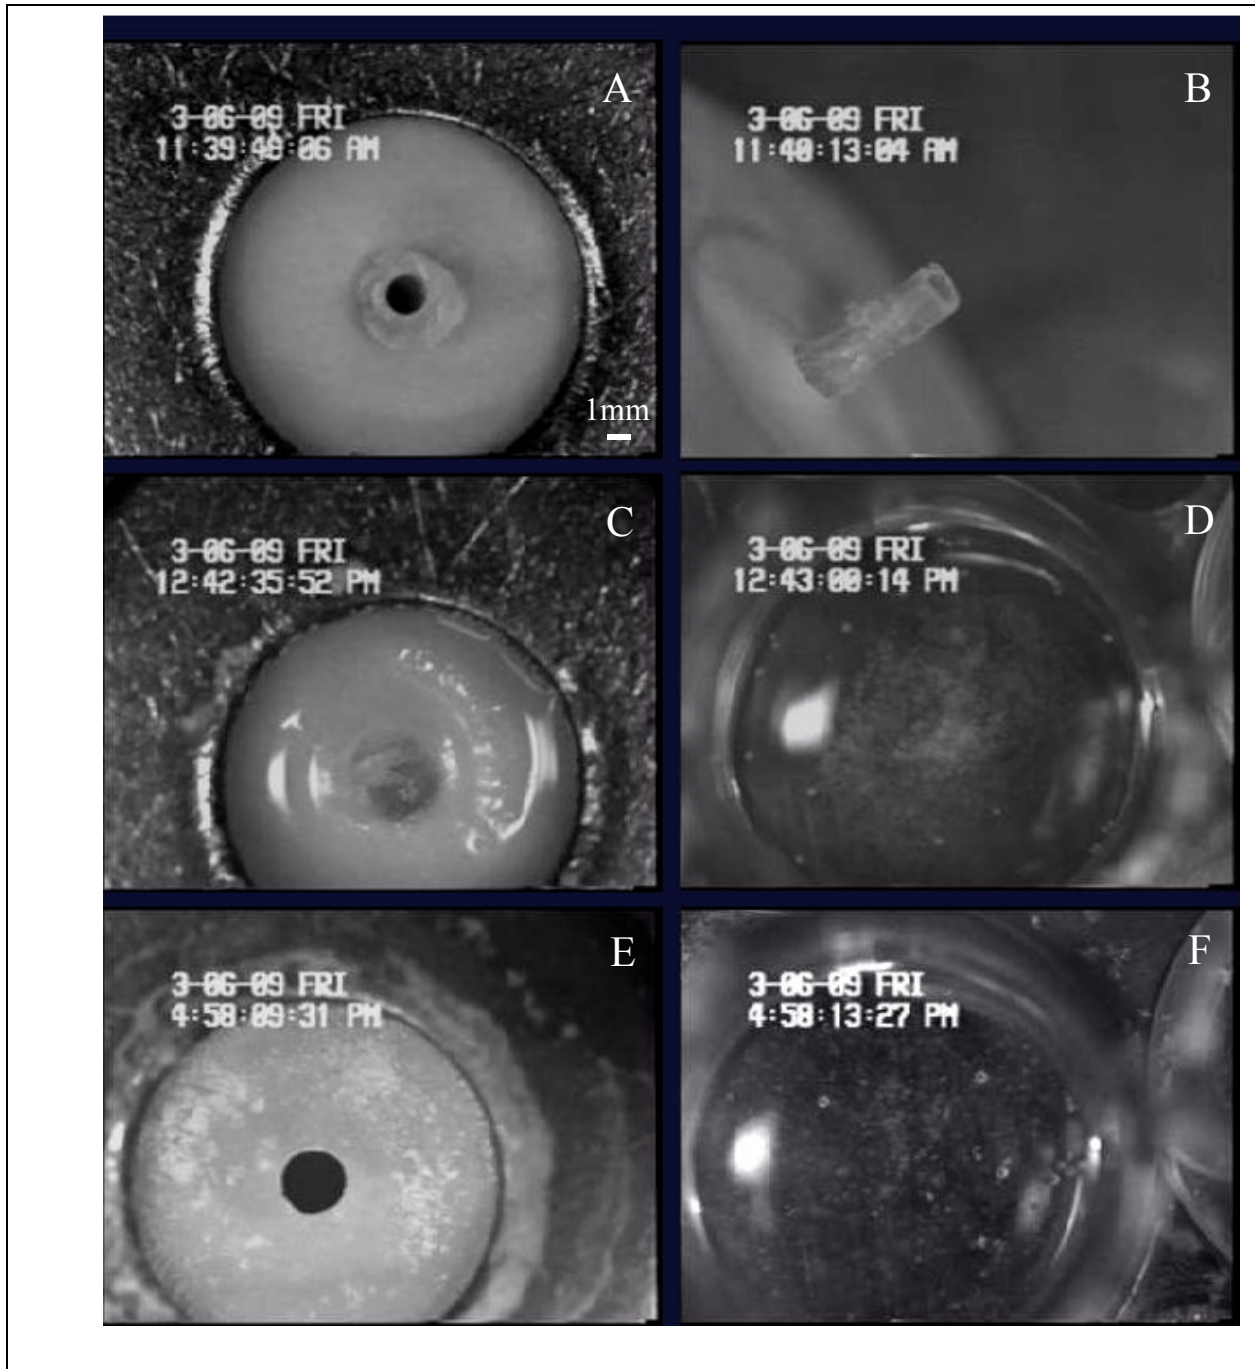 A
3-06-09 FRI
11:39:48:06 AM
1mm
B
3-06-09 FRI
11:40:13:04 AM
C
3-06-09 FRI
12:42:35:52 PM
D
3-06-09 FRI
12:43:00:14 PM
E
3-06-09 FRI
4:58:09:31 PM
F
3-06-09 FRI
4:58:13:27 PM